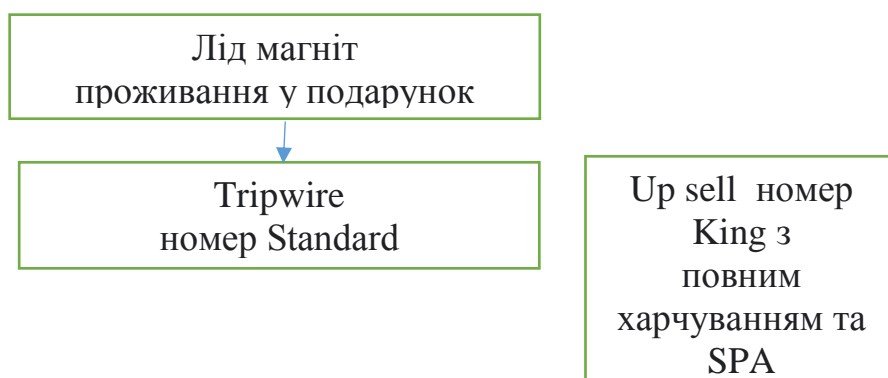 Лід магніт
проживання у подарунок
Tripwire
номер Standard
Up sell номер
King з
повним
харчуванням та
SPA